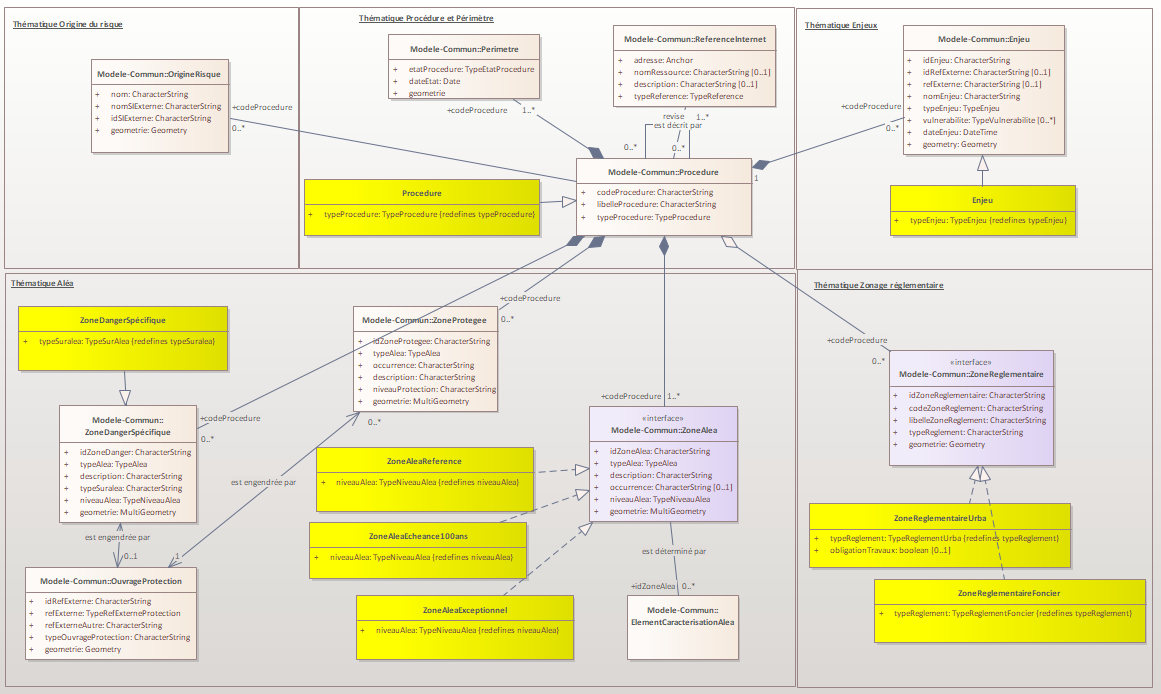 Thématique Origine du risque
Modele-Commun::OrigineRisque
+ nom: CharacterString
+ nomSIExterne: CharacterString
+ idSIExterne: CharacterString
+ geometrie: Geometry
+codeProcedure
0..*
Thématique Procédure et Périmètre
Modele-Commun::Perimetre
+ etatProcedure: TypeEtatProcedure
+ dateEtat: Date
+ geometrie
+codeProcedure 1..*
Modele-Commun::ReferenceInternet
+ adresse: Anchor
+ nomRessource: CharacterString [0..1]
+ description: CharacterString [0..1]
+ typeReference: TypeReference
revise 1..*
est décrit par
0..* 0..*
Modele-Commun::Procedure
+ codeProcedure: CharacterString
+ libelleProcedure: CharacterString
+ typeProcedure: TypeProcedure
1
Procedure
+ typeProcedure: TypeProcedure {redefines typeProcedure}
Thématique Enjeux
Modele-Commun::Enjeu
+ idEnjeu: CharacterString
+ idRefExterne: CharacterString [0..1]
+ refExterne: CharacterString [0..1]
+ nomEnjeu: CharacterString
+ typeEnjeu: TypeEnjeu
+ vulnerabilite: TypeVulnerabilite [0..*]
+ dateEnjeu: DateTime
+ geometry: Geometry
+codeProcedure
0..*
Enjeu
+ typeEnjeu: TypeEnjeu {redefines typeEnjeu}
Thématique Aléa
ZoneDangerSpécifique
+ typeSuralea: TypeSurAlea {redefines typeSuralea}
Modele-Commun::
ZoneDangerSpécifique
+ idZoneDanger: CharacterString
+ typeAlea: TypeAlea
+ description: CharacterString
+ typeSuralea: CharacterString
+ niveauAlea: TypeNiveauAlea
+ geometrie: MultiGeometry
+codeProcedure
0..*
est engendrée par
0..1
1
Modele-Commun::OuvrageProtection
+ idRefExterne: CharacterString
+ refExterne: TypeRefExterneProtection
+ refExterneAutre: CharacterString
+ typeOuvrageProtection: CharacterString
+ geometrie: Geometry
+codeProcedure
0..*
Modele-Commun::ZoneProtegee
+ idZoneProtegee: CharacterString
+ typeAlea: TypeAlea
+ occurrence: CharacterString
+ description: CharacterString
+ niveauProtection: CharacterString
+ geometrie: MultiGeometry
0..*
est engendrée par
ZoneAleaReference
+ niveauAlea: TypeNiveauAlea {redefines niveauAlea}
ZoneAleaEcheance100ans
+ niveauAlea: TypeNiveauAlea {redefines niveauAlea}
ZoneAleaExceptionnel
+ niveauAlea: TypeNiveauAlea {redefines niveauAlea}
+codeProcedure 1..*
«interface»
Modele-Commun::ZoneAlea
+ idZoneAlea: CharacterString
+ typeAlea: TypeAlea
+ description: CharacterString
+ occurrence: CharacterString [0..1]
+ niveauAlea: TypeNiveauAlea
+ geometrie: MultiGeometry
est déterminé par
+idZoneAlea 0..*
Modele-Commun::
ElementCaracterisationAlea
Thématique Zonage réglementaire
+codeProcedure
0..*
«interface»
Modele-Commun::ZoneReglementaire
+ idZoneReglementaire: CharacterString
+ codeZoneReglement: CharacterString
+ libelleZoneReglement: CharacterString
+ typeReglement: CharacterString
+ geometrie: Geometry
ZoneReglementaireUrba
+ typeReglement: TypeReglementUrba {redefines typeReglement}
+ obligationTravaux: boolean [0..1]
ZoneReglementaireFoncier
+ typeReglement: TypeReglementFoncier {redefines typeReglement}